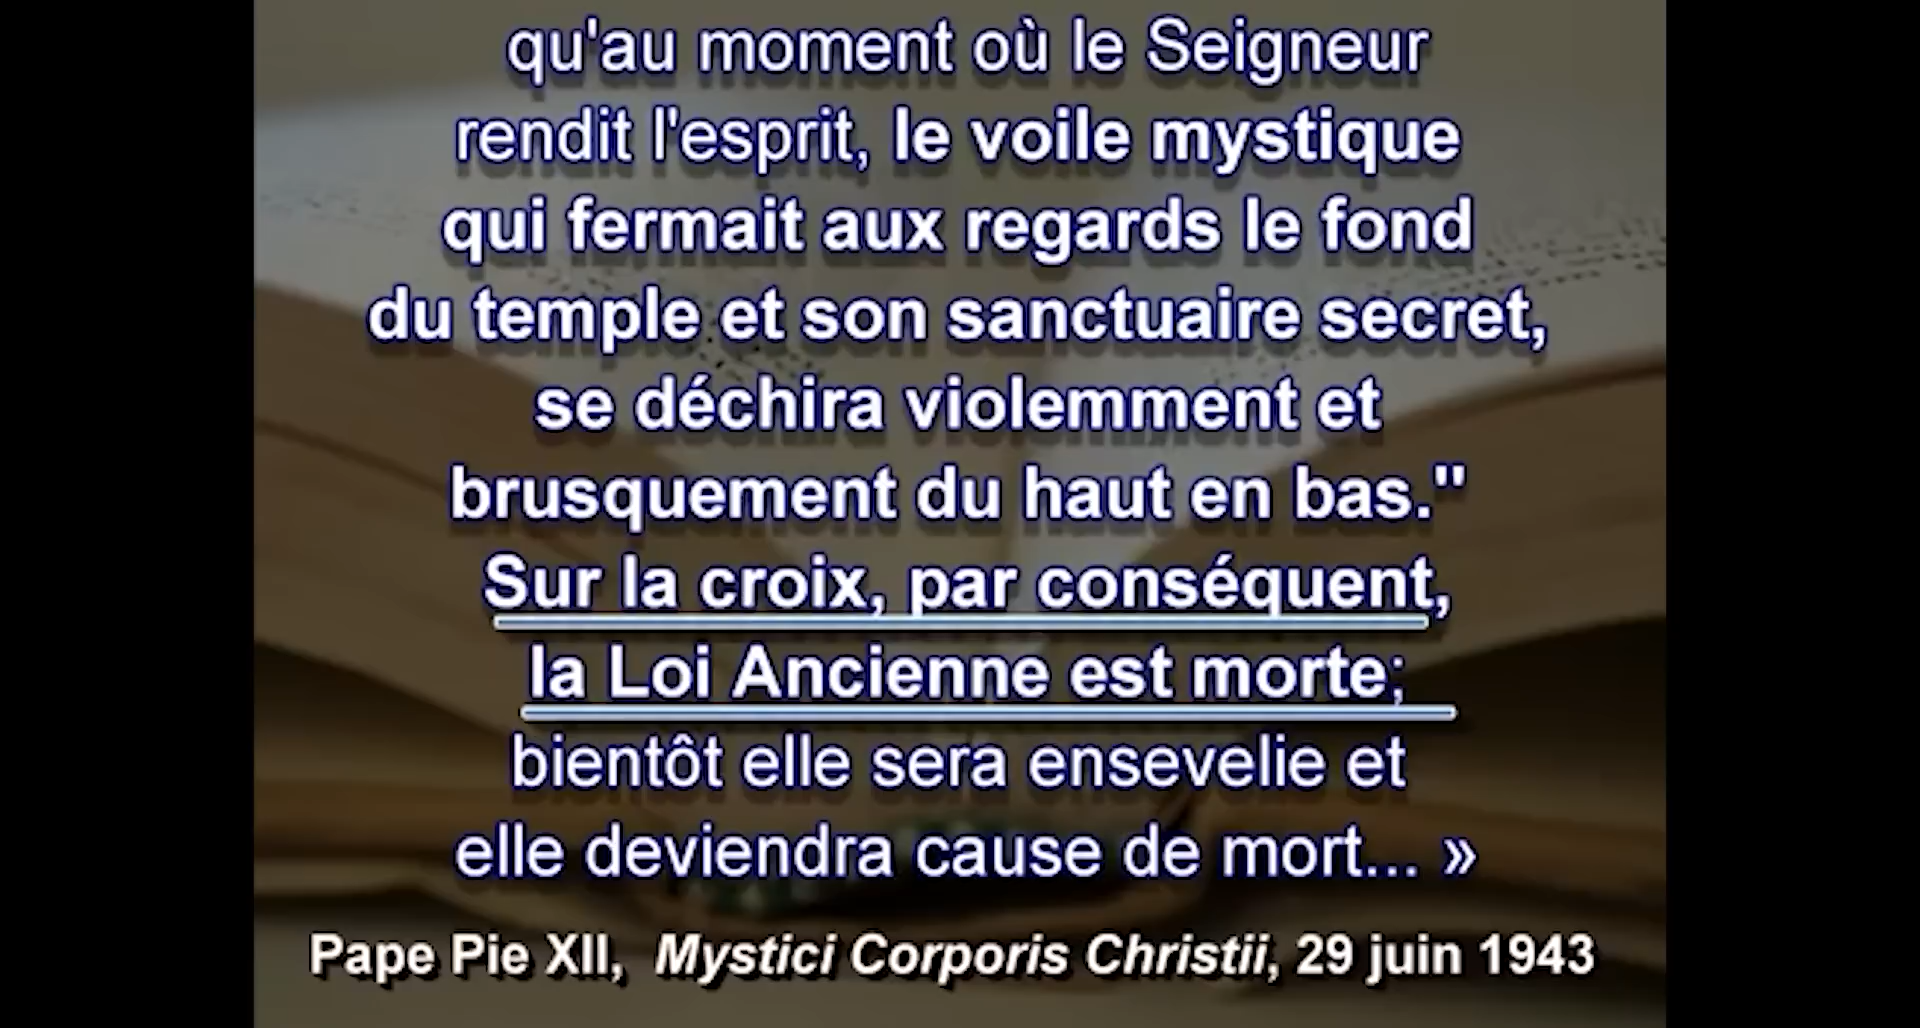 qu'au moment où le Seigneur
rendit l'esprit, le voile mystique
qui fermait aux regards le fond
du temple et son sanctuaire secret,
se déchira violemment et
brusquement du haut en bas."
Sur la croix, par conséquent,
la Loi Ancienne est morte;
bientôt elle sera ensevelie et
elle deviendra cause de mort... »
Pape Pie XII, Mystici Corporis Christii, 29 juin 1943